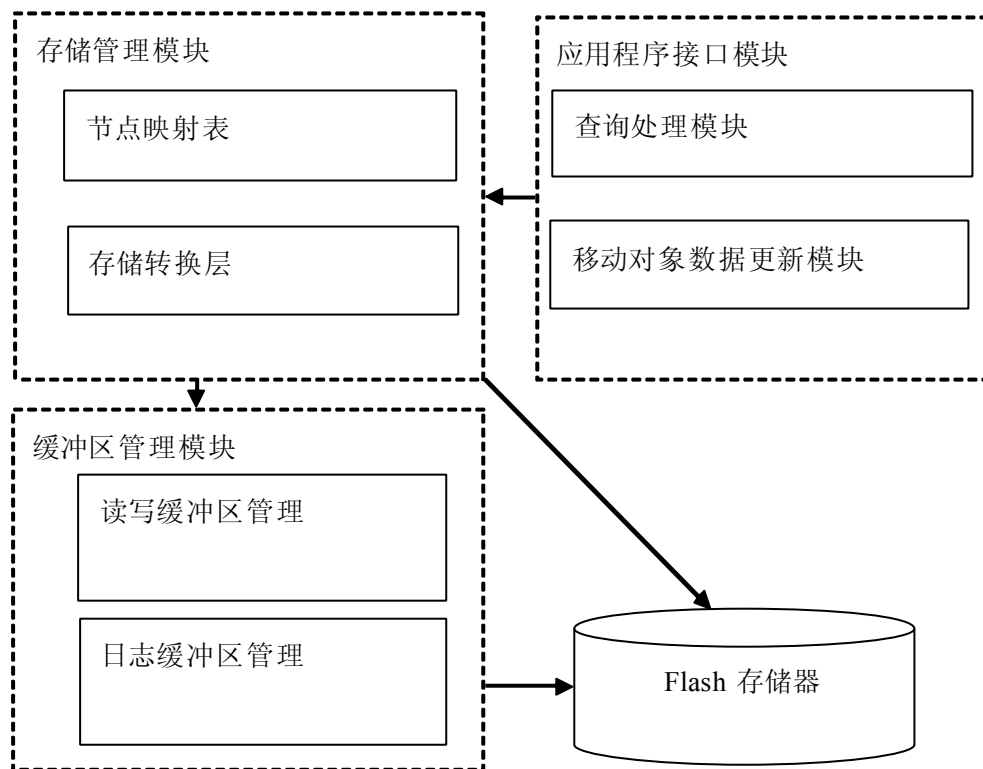 存储管理模块
节点映射表
存储转换层
应用程序接口模块
查询处理模块
移动对象数据更新模块
缓冲区管理模块
读写缓冲区管理
日志缓冲区管理
Flash 存储器